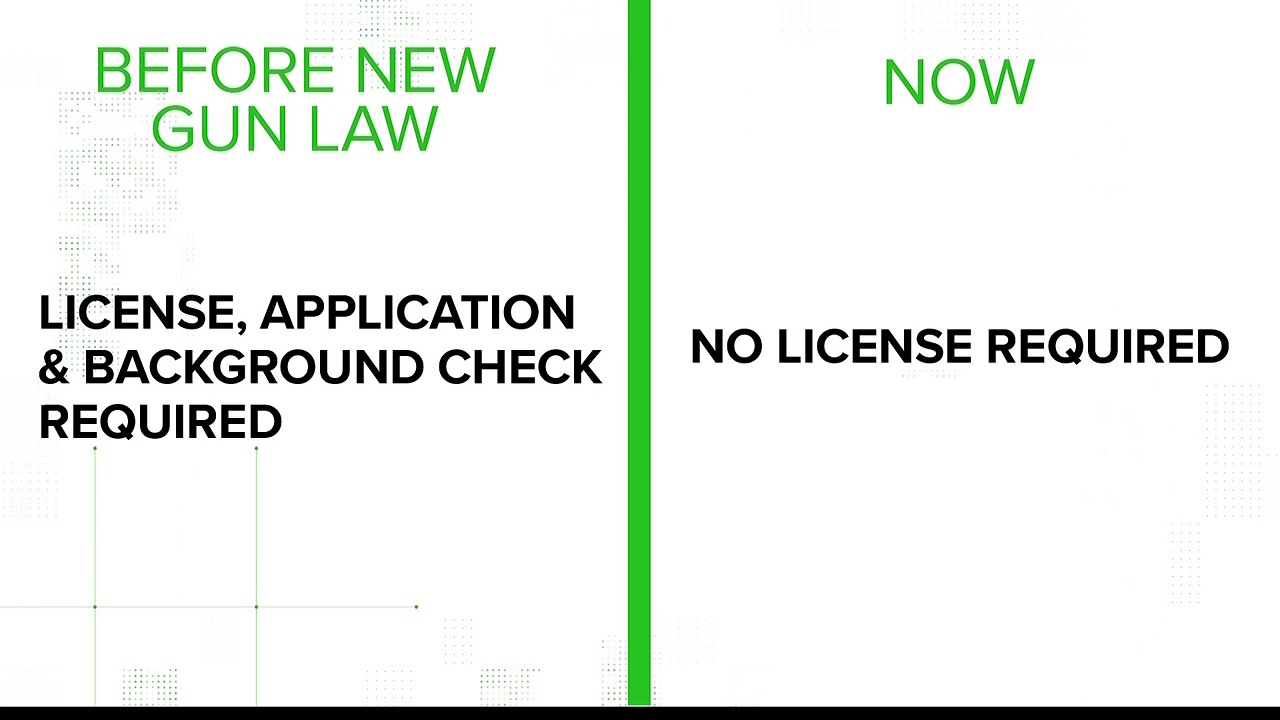 BEFORE NEW
GUN LAW
LICENSE, APPLICATION
& BACKGROUND CHECK
REQUIRED
NOW
NO LICENSE REQUIRED